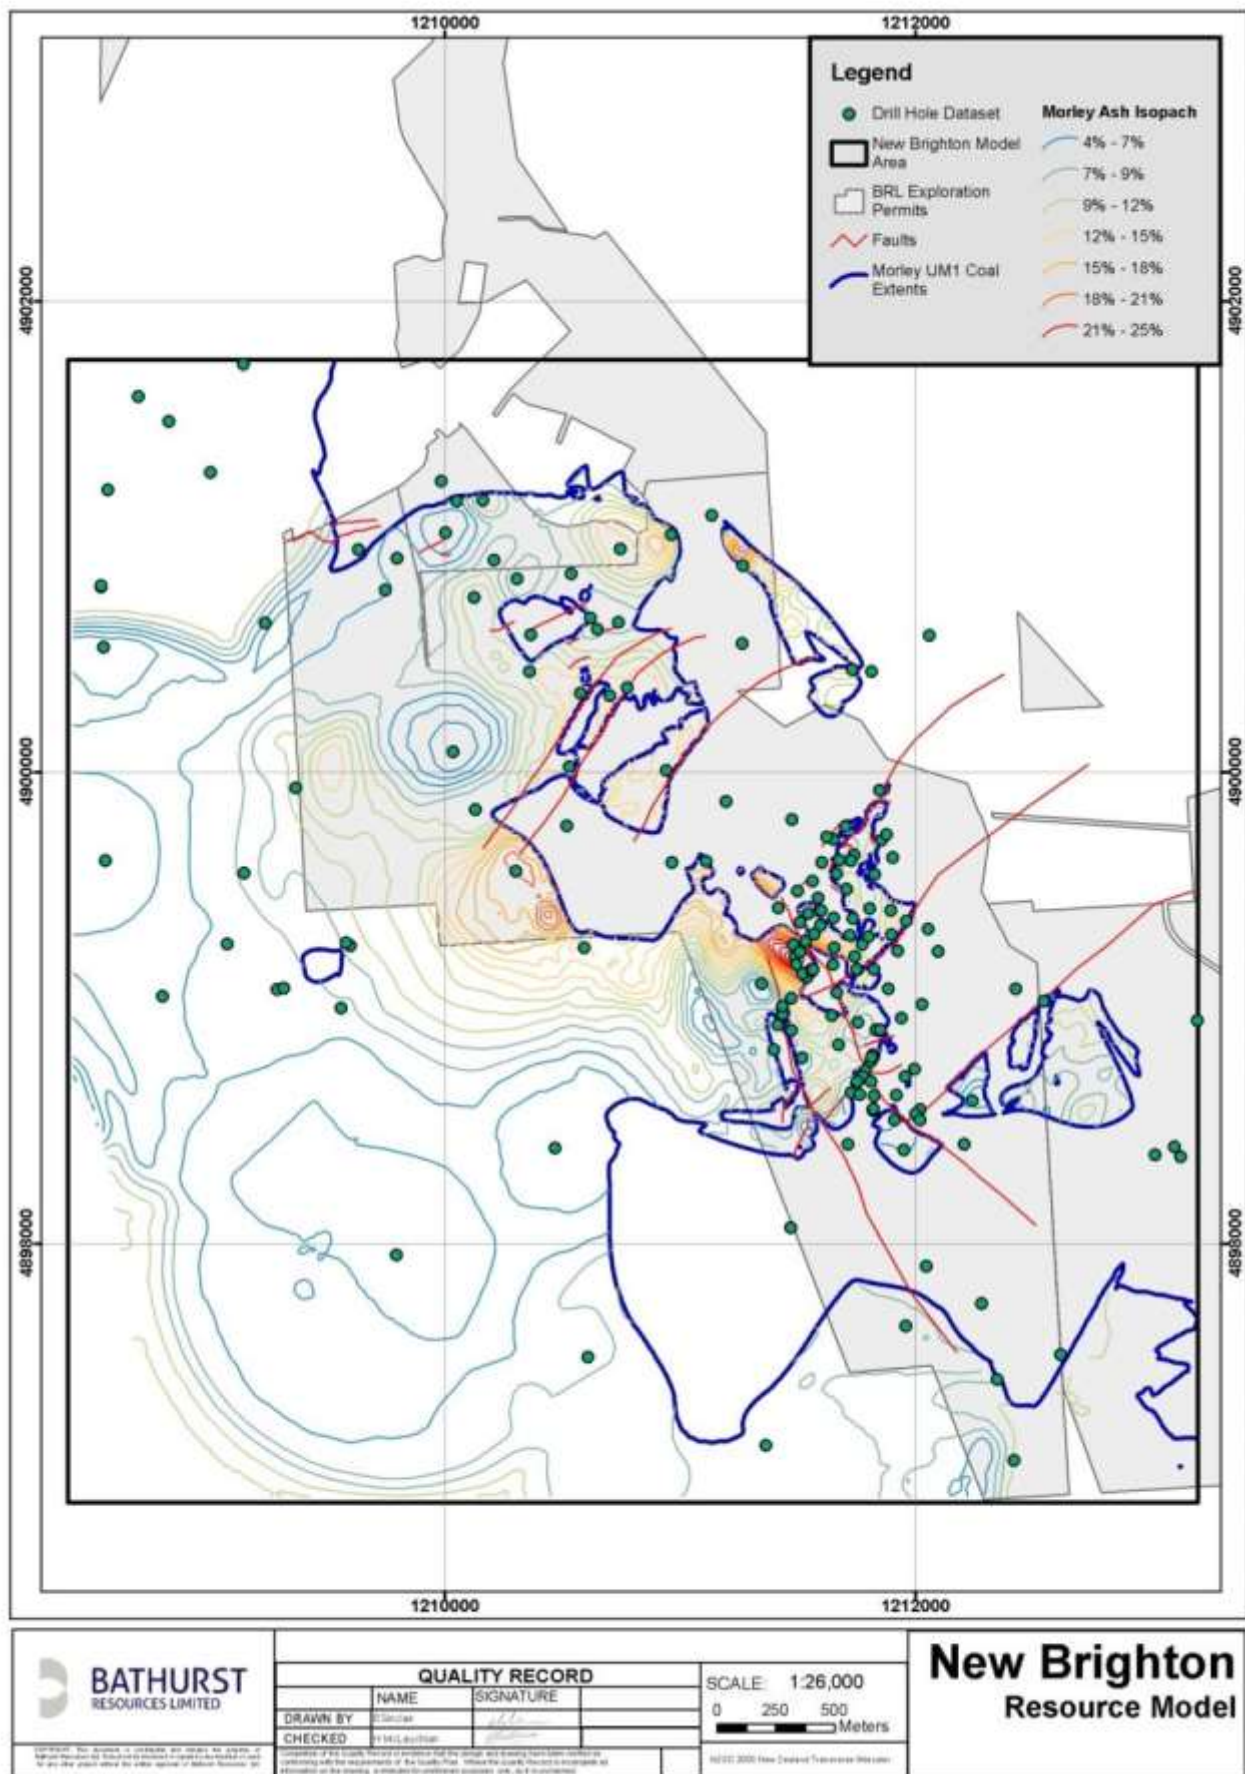 1210000
1212000
Legend
Drill Hole Dataset
New Brighton Model
Area
BRL Exploration
Permits
Faults
Morley UM1 Coal
Extents
Morley Ash Isopach
4% - 7%
7% - 9%
9% - 12%
12% - 15%
15% - 18%
18% - 21%
21% - 25%
4902000
4902000
4900000
4900000
4898000
4898000
1210000
1212000
BATHURST
RESOURCES LIMITED
QUALITY RECORD
NAME
SIGNATURE
DRAWN BY
CHECKED
SCALE: 1:26,000
0 250 500
Meters
New Brighton
Resource Model